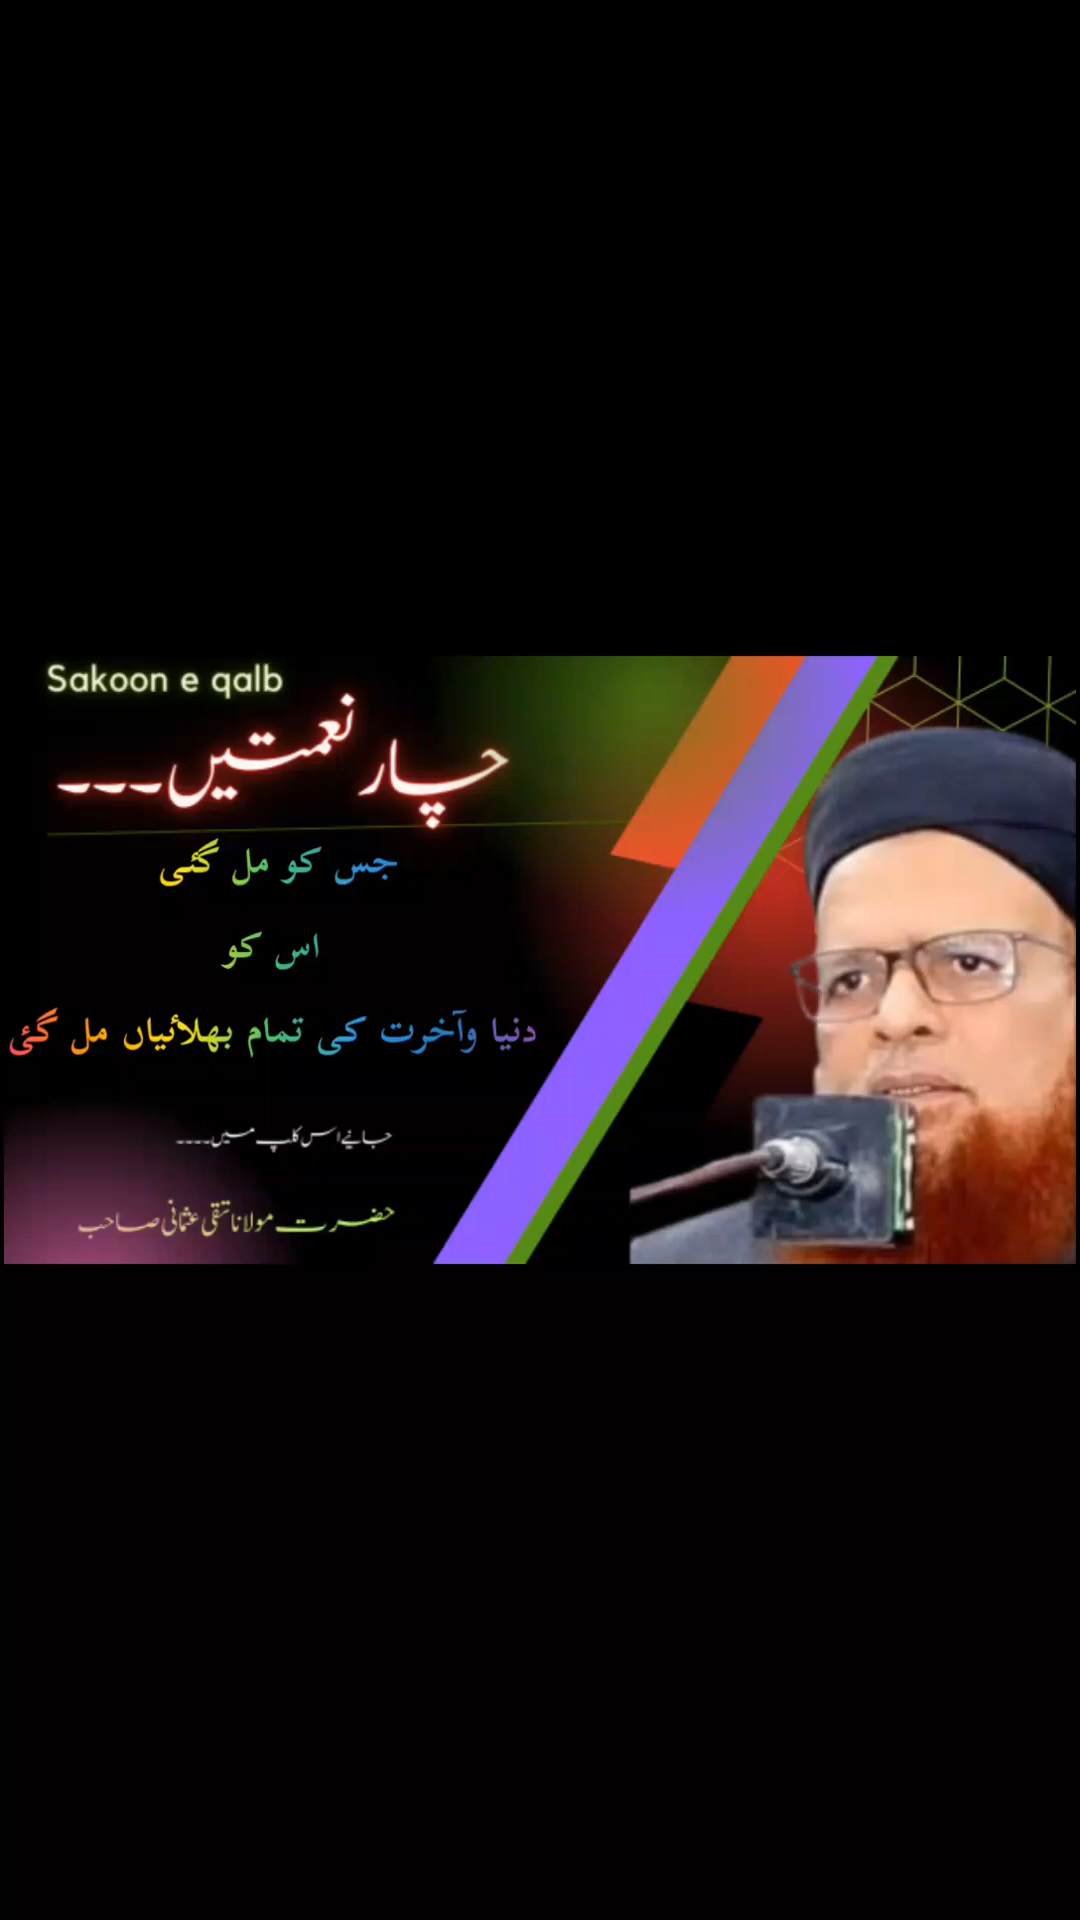 Sakoon e qalb
چار نعمتیں۔۔۔
جس کو مل گئی
اس کو
دنیا وآخرت کی تمام بھلائیاں مل گئی
جانیے اس کلپ میں۔۔۔۔
حضرت مولانا تقی عثمانی صاحب